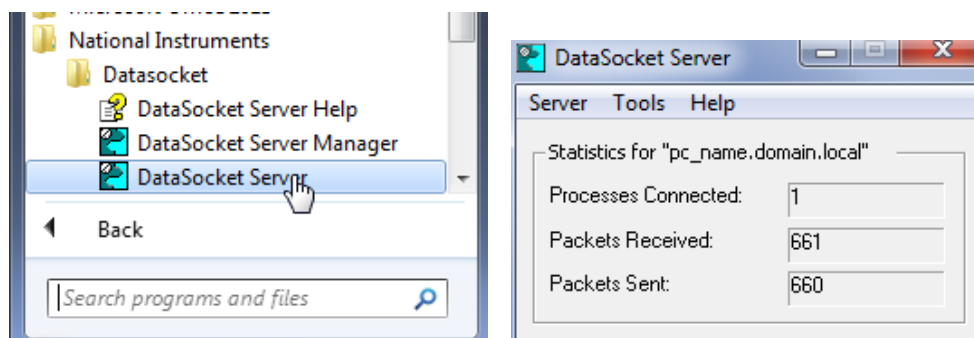 National Instruments
Datasocket
DataSocket Server Help
DataSocket Server Manager
DataSocket Server
Back
Search programs and files
DataSocket Server
Server Tools Help
Statistics for "pc_name.domain.local"
Processes Connected: 1
Packets Received: 661
Packets Sent: 660